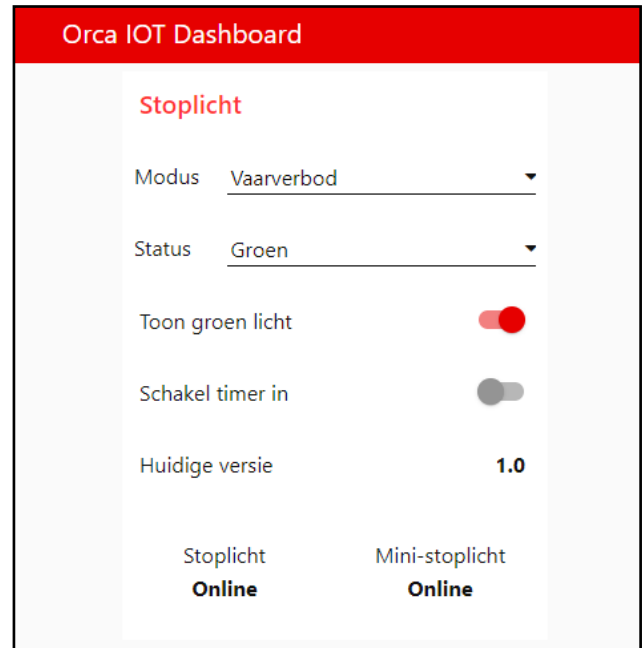 Orca IOT Dashboard
Stoplicht
Modus Vaarverbod
Status Groen
Toon groen licht
Schakel timer in
Huidige versie 1.0
Stoplicht Mini-stoplicht
Online Online